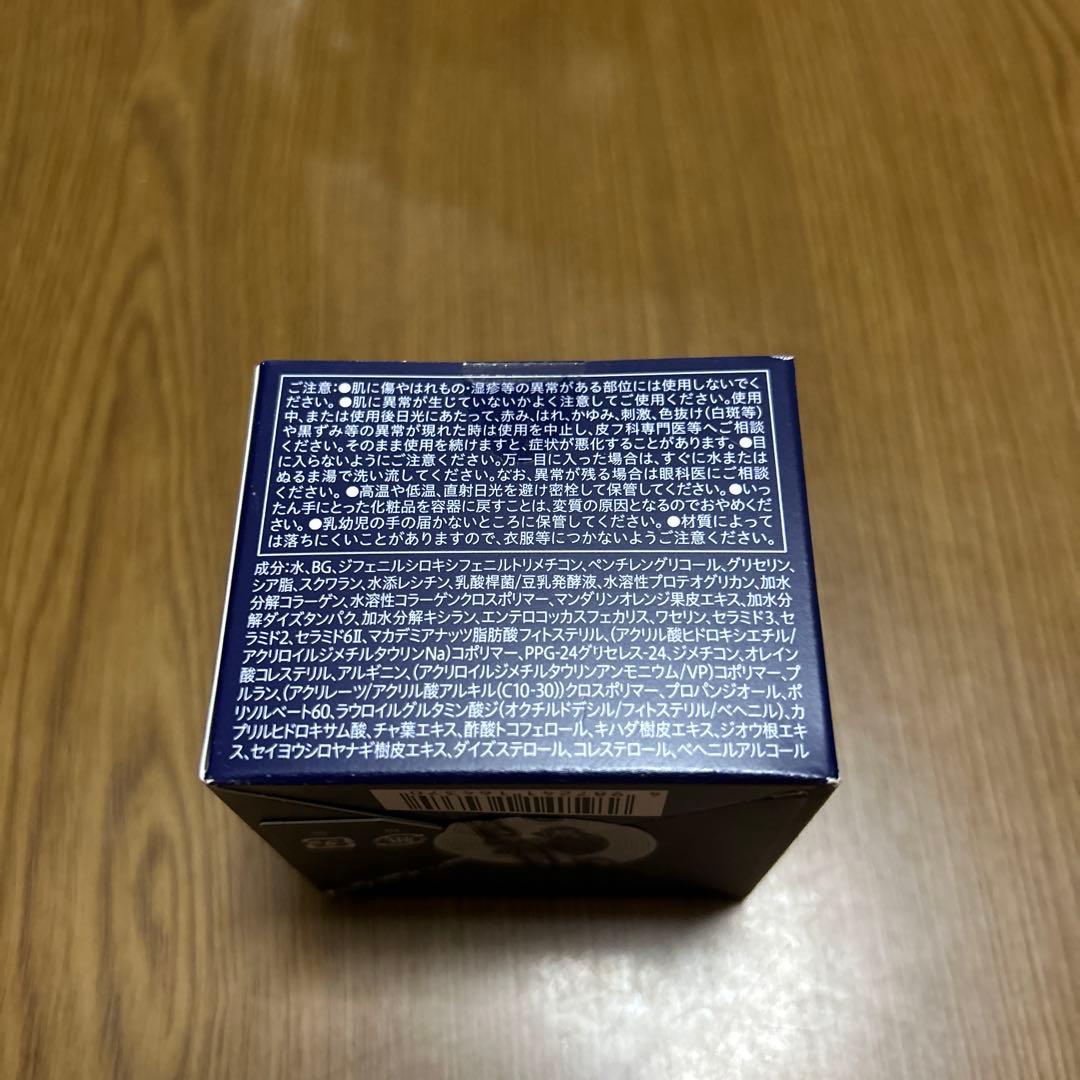 ご注意:●肌に傷やはれもの・湿疹等の異常がある部位には使用しないでく
ださい。●肌に異常が生じていないかよく注意してご使用ください。使用
中、または使用後日光にあたって、赤み、はれ、かゆみ、刺激、色抜け(白斑等)
や黒ずみ等の異常が現れた時は使用を中止し、皮フ科専門医等へご相談
ください。そのまま使用を続けますと、症状が悪化することがあります。●目
に入らないようにご注意ください。万一目に入った場合は、すぐに水または
ぬるま湯で洗い流してください。なお、異常が残る場合は眼科医にご相談
ください。●高温や低温、直射日光を避け密栓して保管してください。●いっ
たん手にとった化粧品を容器に戻すことは、変質の原因となるのでおやめくだ
さい。●乳幼児の手の届かないところに保管してください。●材質によって
は落ちにくいことがありますので、衣服等につかないようご注意ください。
成分:水、BG、ジフェニルシロキシフェニルトリメチコン、ペンチレングリコール、グリセリン、
シア脂、スクワラン、水添レシチン、乳酸桿菌/豆乳発酵液、水溶性プロテオグリカン、加水
分解コラーゲン、水溶性コラーゲンクロスポリマー、マンダリンオレンジ果皮エキス、加水分
解ダイズタンパク、加水分解キシラン、エンテロコッカスフェカリス、ワセリン、セラミド3、セ
ラミド2、セラミド6Ⅱ、マカデミアナッツ脂肪酸フィトステリル、(アクリル酸ヒドロキシエチル/
アクリロイルジメチルタウリンNa)コポリマー、PPG-24グリセレス-24、ジメチコン、オレイン
酸コレステリル、アルギニン、(アクリロイルジメチルタウリンアンモニウム/VP)コポリマー、プ
ルラン、(アクリレーツ/アクリル酸アルキル(C10-30))クロスポリマー、プロパンジオール、ポ
リソルベート60、ラウロイルグルタミン酸ジ(オクチルドデシル/フィトステリル/ベヘニル)、カ
プリルヒドロキサム酸、チャ葉エキス、酢酸トコフェロール、キハダ樹皮エキス、ジオウ根エキ
ス、セイヨウシロヤナギ樹皮エキス、ダイズステロール、コレステロール、ベヘニルアルコール